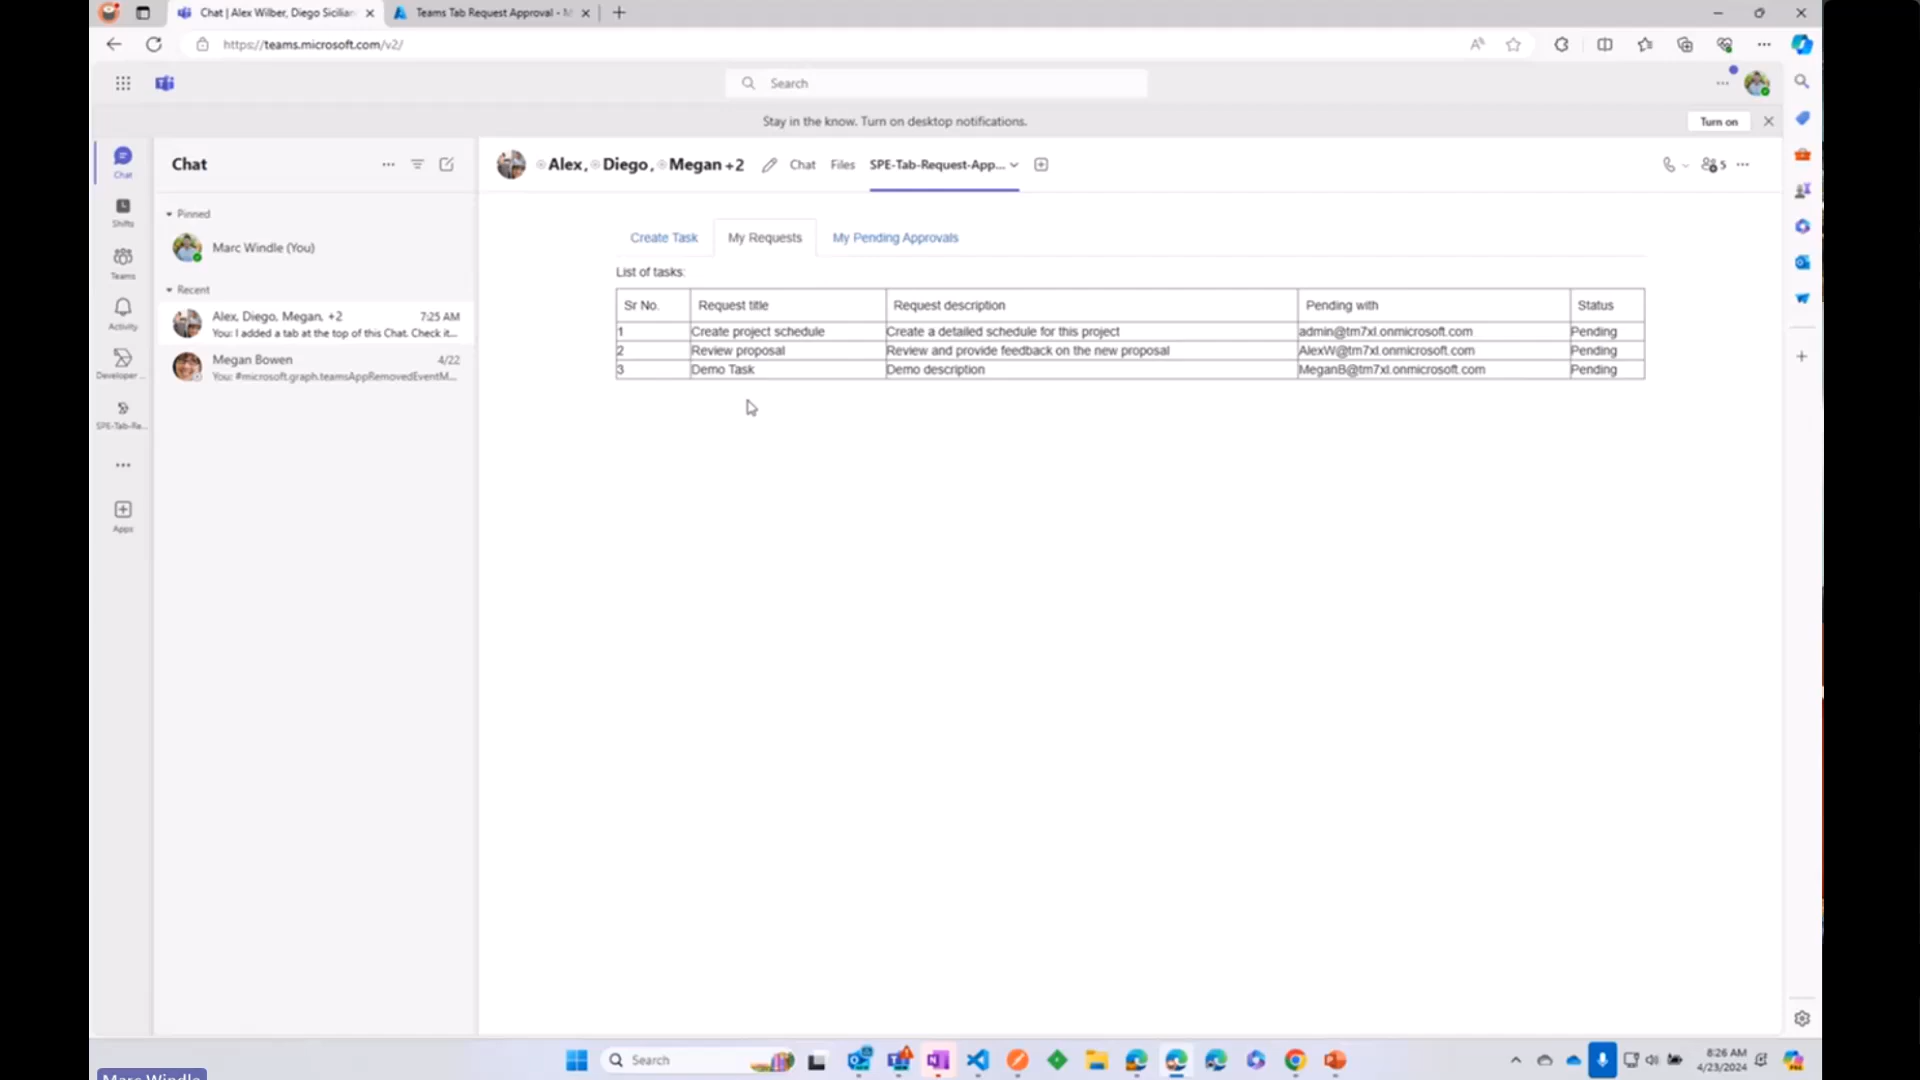 Chat | Alex Wilber, Diego Sicilian
Teams Tab Request Approval - M
https://teams.microsoft.com/v2/
Search
Stay in the know. Turn on desktop notifications.
Turn on
Chat
Shifts
Teams
Activity
Developer ...
SPE-Tab-Re...
Apps
Chat
Pinned
Marc Windle (You)
Recent
Alex, Diego, Megan, +2
7:25 AM
You: I added a tab at the top of this Chat. Check it...
Megan Bowen
4/22
You: #microsoft.graph.teamsAppRemovedEventM...
Alex, Diego, Megan +2
Chat
Files
SPE-Tab-Request-App...
5
Create Task
My Requests
My Pending Approvals
List of tasks:
Sr No. Request title Request description Pending with Status
1 Create project schedule Create a detailed schedule for this project admin@tm7xl.onmicrosoft.com Pending
2 Review proposal Review and provide feedback on the new proposal AlexW@tm7xl.onmicrosoft.com Pending
3 Demo Task Demo description MeganB@tm7xl.onmicrosoft.com Pending
Search
8:26 AM
4/23/2024
Marc Windle